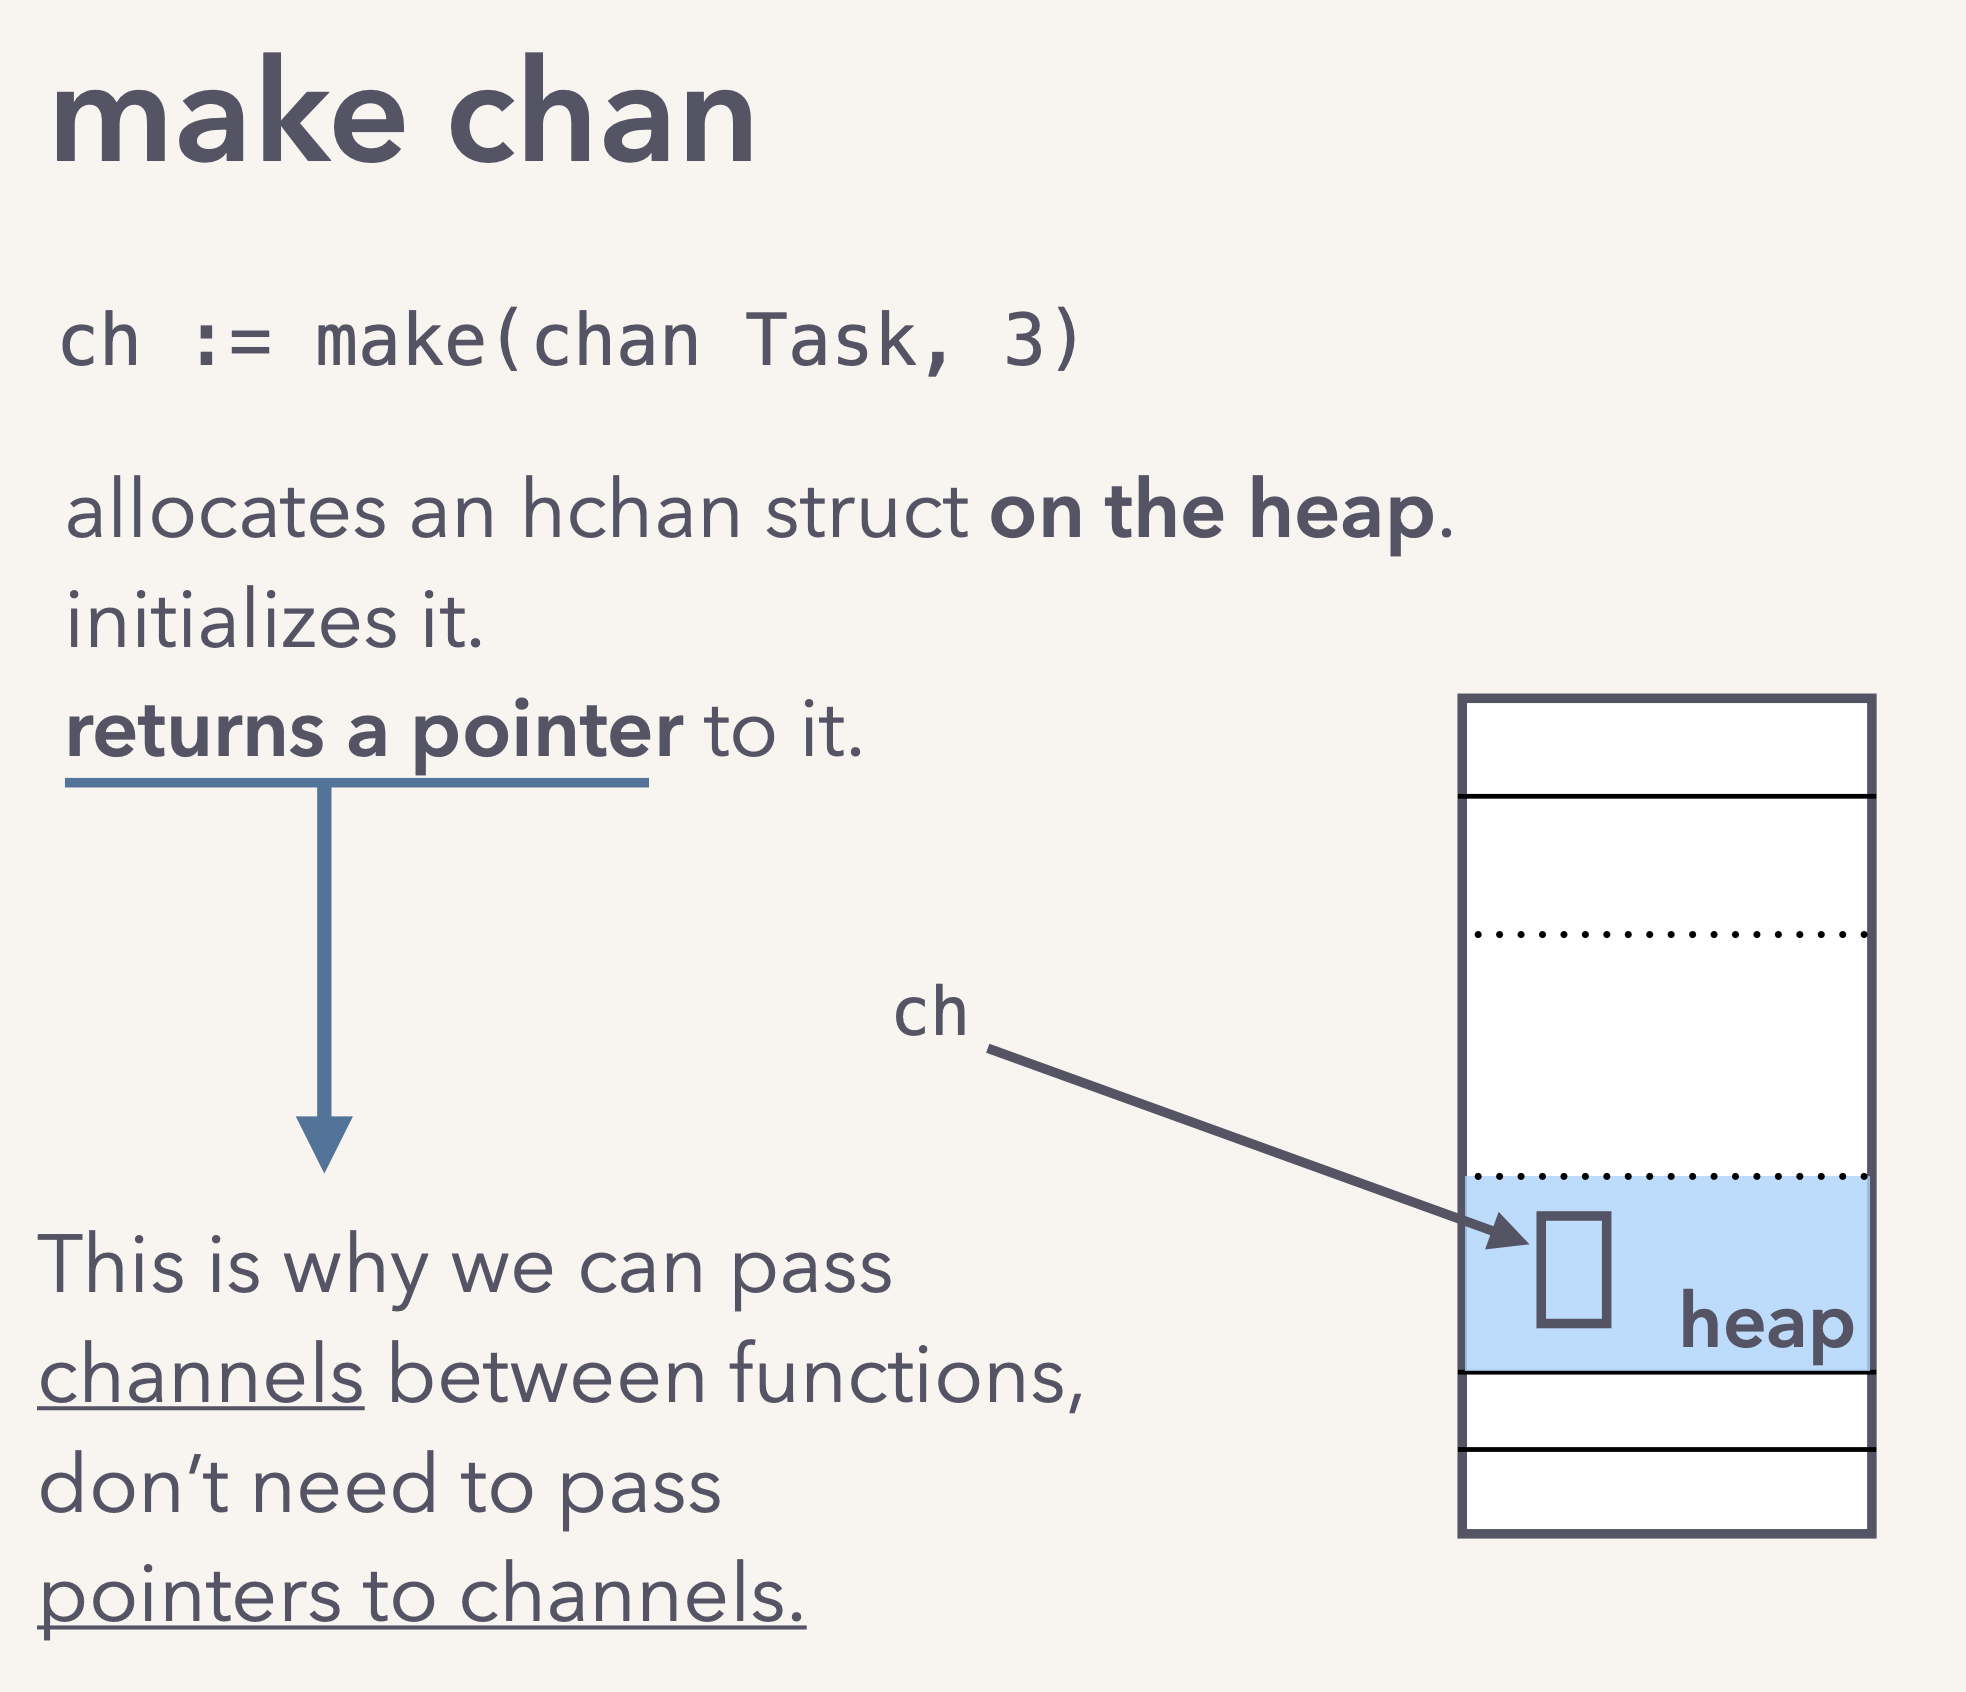 make chan
ch := make(chan Task, 3)
allocates an hchan struct on the heap.
initializes it.
returns a pointer to it.
ch
This is why we can pass
channels between functions,
don’t need to pass
pointers to channels.
heap